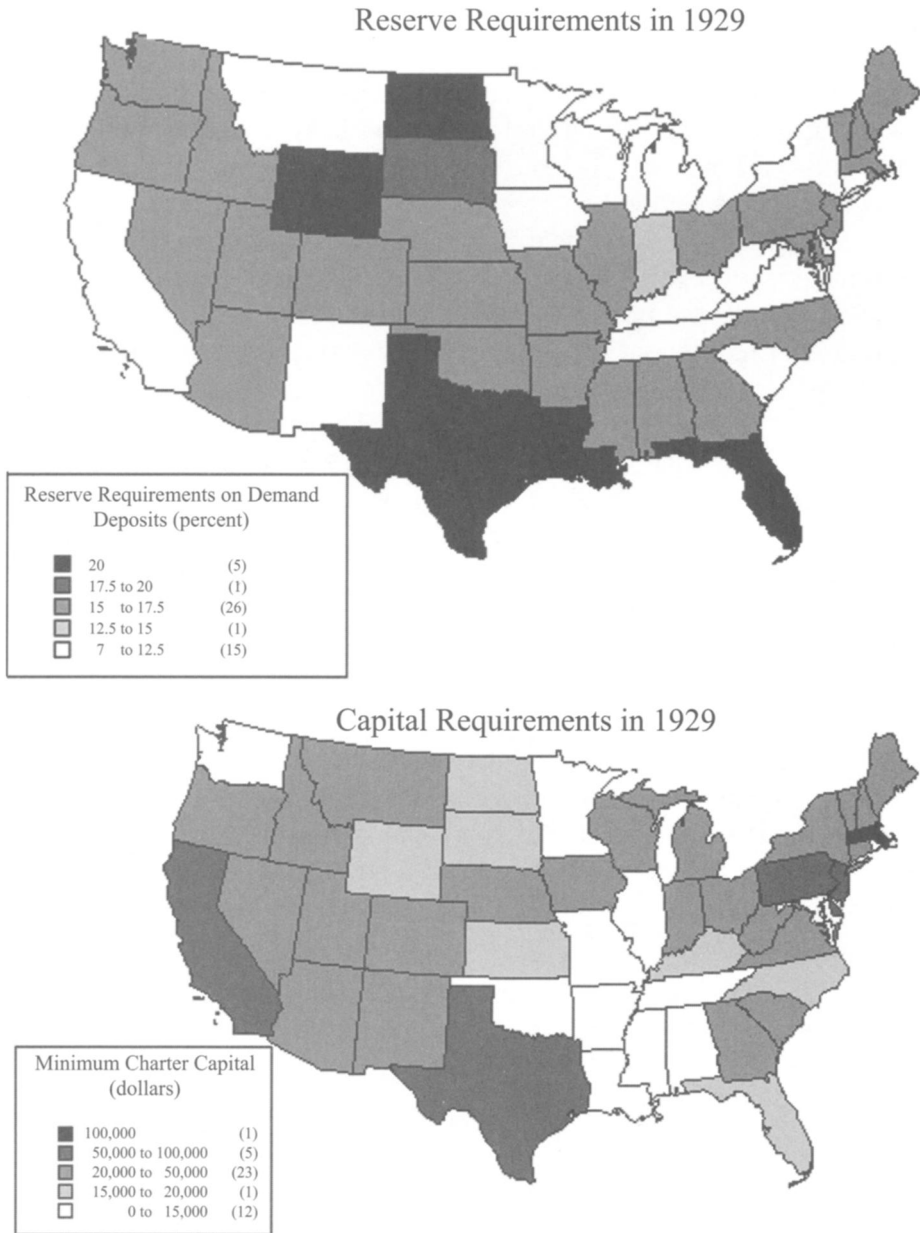 Reserve Requirements in 1929
Reserve Requirements on Demand
Deposits (percent)
20 (5)
17.5 to 20 (1)
15 to 17.5 (26)
12.5 to 15 (1)
7 to 12.5 (15)
Capital Requirements in 1929
Minimum Charter Capital
(dollars)
100,000 (1)
50,000 to 100,000 (5)
20,000 to 50,000 (23)
15,000 to 20,000 (1)
0 to 15,000 (12)